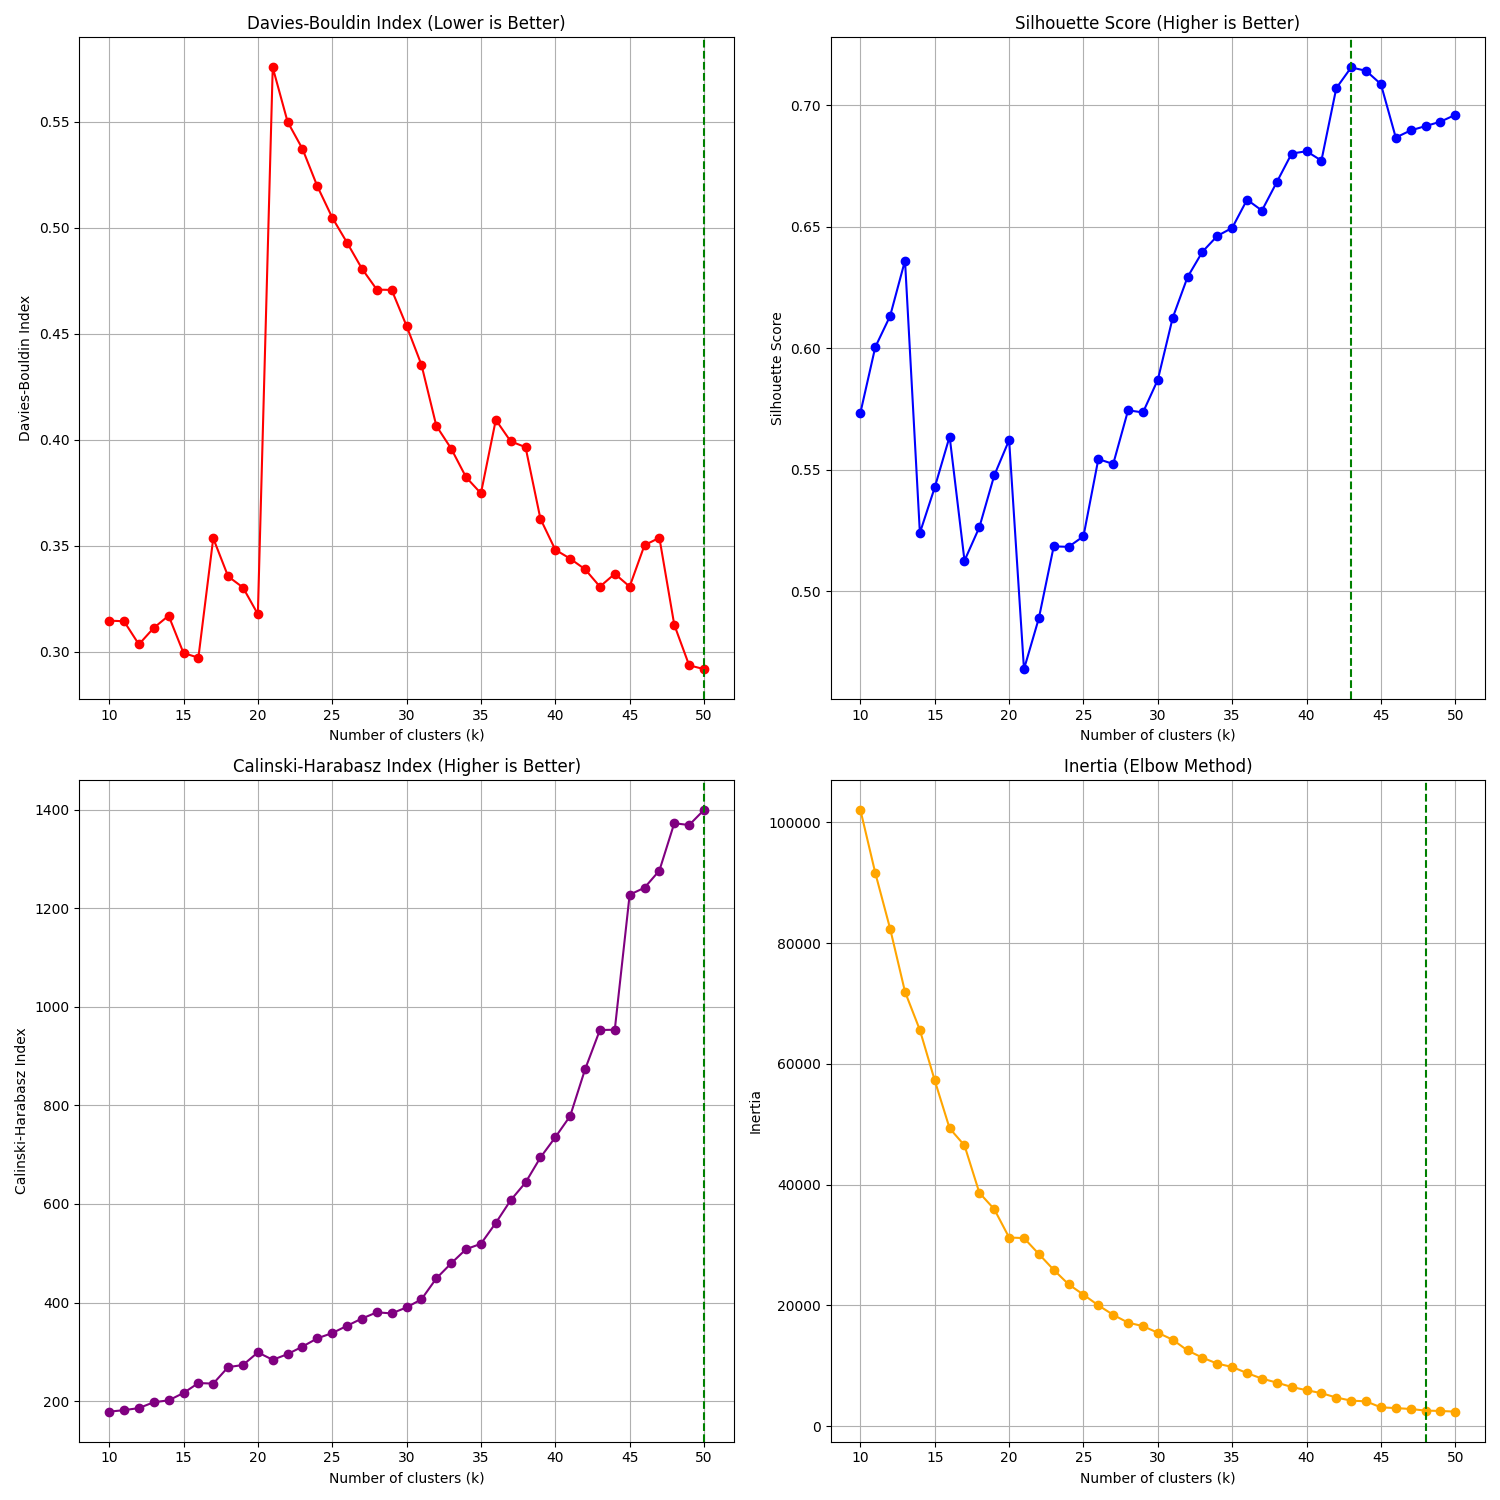 Davies-Bouldin Index (Lower is Better)
Davies-Bouldin Index
0.55
0.50
0.45
0.40
0.35
0.30
10 15 20 25 30 35 40 45 50
Number of clusters (k)
Silhouette Score (Higher is Better)
Silhouette Score
0.70
0.65
0.60
0.55
0.50
10 15 20 25 30 35 40 45 50
Number of clusters (k)
Calinski-Harabasz Index (Higher is Better)
Calinski-Harabasz Index
1400
1200
1000
800
600
400
200
10 15 20 25 30 35 40 45 50
Number of clusters (k)
Inertia (Elbow Method)
Inertia
100000
80000
60000
40000
20000
0
10 15 20 25 30 35 40 45 50
Number of clusters (k)